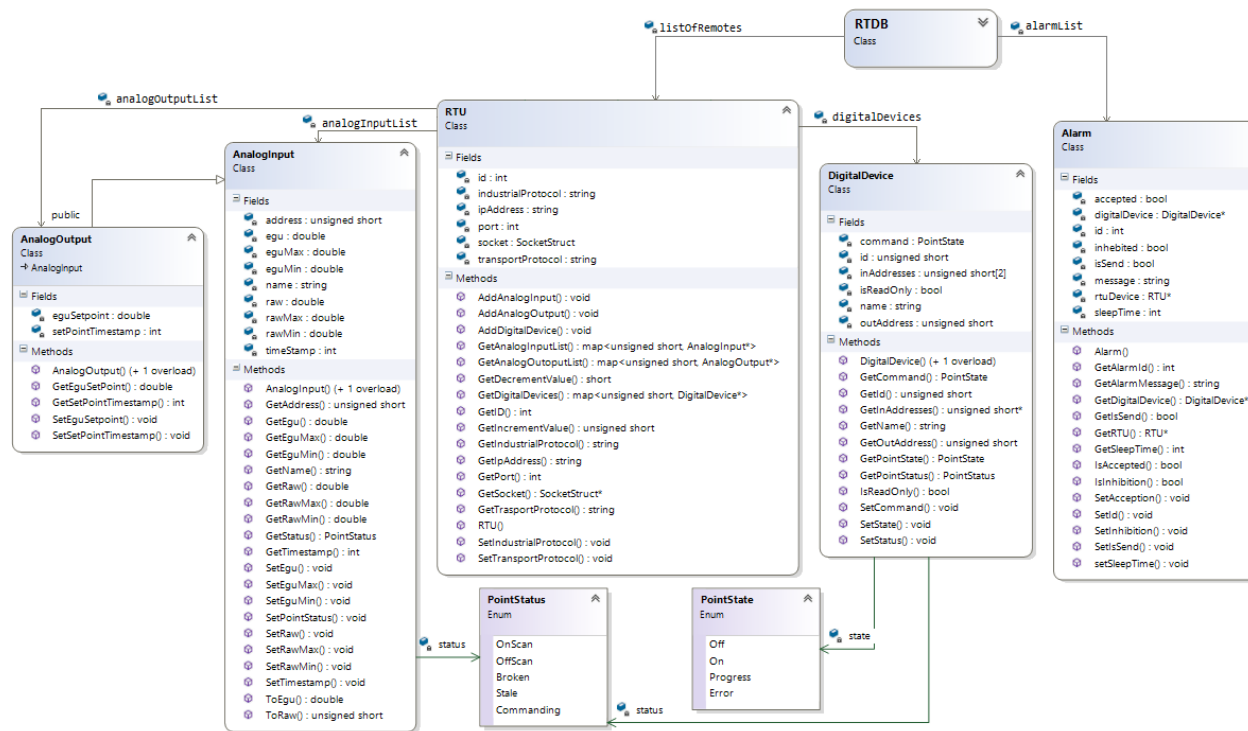 RTDB
Class
listOfRemotes
alarmList
analogOutputList
analogInputList
digitalDevices
public
AnalogOutput
Class
AnalogInput
Fields
eguSetpoint : double
setPointTimestamp : int
Methods
AnalogOutput() (+ 1 overload)
GetEguSetPoint() : double
GetSetPointTimestamp() : int
SetEguSetpoint() : void
SetSetPointTimestamp() : void
AnalogInput
Class
Fields
address : unsigned short
egu : double
eguMax : double
eguMin : double
name : string
raw : double
rawMax : double
rawMin : double
timeStamp : int
Methods
AnalogInput() (+ 1 overload)
GetAddress() : unsigned short
GetEgu() : double
GetEguMax() : double
GetEguMin() : double
GetName() : string
GetRaw() : double
GetRawMax() : double
GetRawMin() : double
GetStatus() : PointStatus
GetTimestamp() : int
SetEgu() : void
SetEguMax() : void
SetEguMin() : void
SetPointStatus() : void
SetRaw() : void
SetRawMax() : void
SetRawMin() : void
SetTimestamp() : void
ToEgu() : double
ToRaw() : unsigned short
RTU
Class
Fields
id : int
industrialProtocol : string
ipAddress : string
port : int
socket : SocketStruct
transportProtocol : string
Methods
AddAnalogInput() : void
AddAnalogOutput() : void
AddDigitalDevice() : void
GetAnalogInputList() : map<unsigned short, AnalogInput*>
GetAnalogOutoputList() : map<unsigned short, AnalogOutput*>
GetDecrementValue() : short
GetDigitalDevices() : map<unsigned short, DigitalDevice*>
GetID() : int
GetIncrementValue() : unsigned short
GetIndustrialProtocol() : string
GetIpAddress() : string
GetPort() : int
GetSocket() : SocketStruct*
GetTrasportProtocol() : string
RTU()
SetIndustrialProtocol() : void
SetTransportProtocol() : void
DigitalDevice
Class
Fields
command : PointState
id : unsigned short
inAddresses : unsigned short[2]
isReadOnly : bool
name : string
outAddress : unsigned short
Methods
DigitalDevice() (+ 1 overload)
GetCommand() : PointState
GetId() : unsigned short
GetInAddresses() : unsigned short*
GetName() : string
GetOutAddress() : unsigned short
GetPointState() : PointState
GetPointStatus() : PointStatus
IsReadOnly() : bool
SetCommand() : void
SetState() : void
SetStatus() : void
Alarm
Class
Fields
accepted : bool
digitalDevice : DigitalDevice*
id : int
inhebited : bool
isSend : bool
message : string
rtuDevice : RTU*
sleepTime : int
Methods
Alarm()
GetAlarmId() : int
GetAlarmMessage() : string
GetDigitalDevice() : DigitalDevice*
GetIsSend() : bool
GetRTU() : RTU*
GetSleepTime() : int
IsAccepted() : bool
IsInhibition() : bool
SetAcception() : void
SetId() : void
SetInhibition() : void
SetIsSend() : void
setSleepTime() : void
status
PointStatus
Enum
OnScan
OffScan
Broken
Stale
Commanding
PointState
Enum
Off
On
Progress
Error
state
status